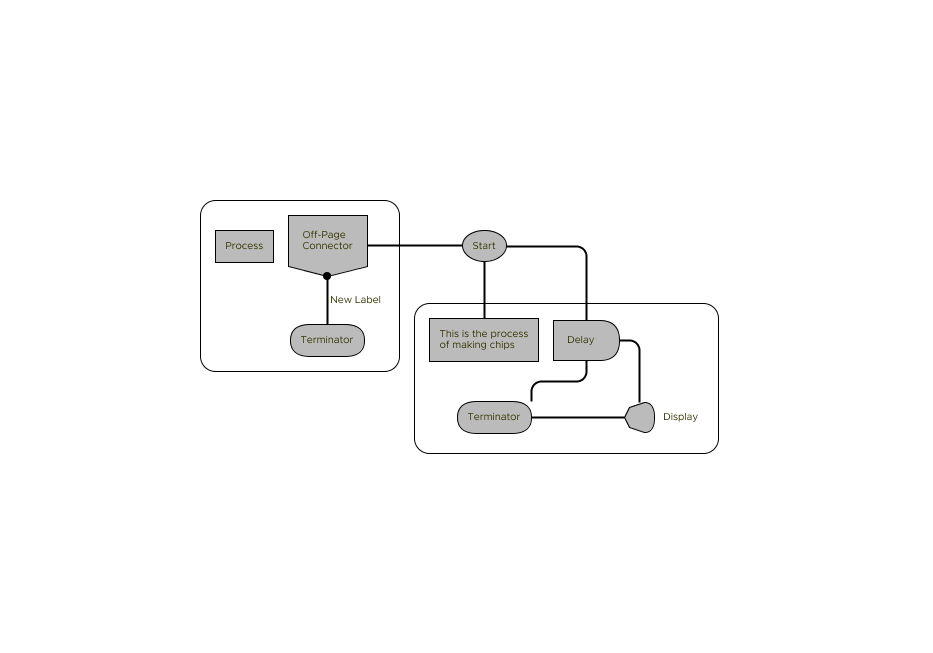 Process
Off-Page
Connector
New Label
Terminator
Start
This is the process
of making chips
Delay
Terminator
Display